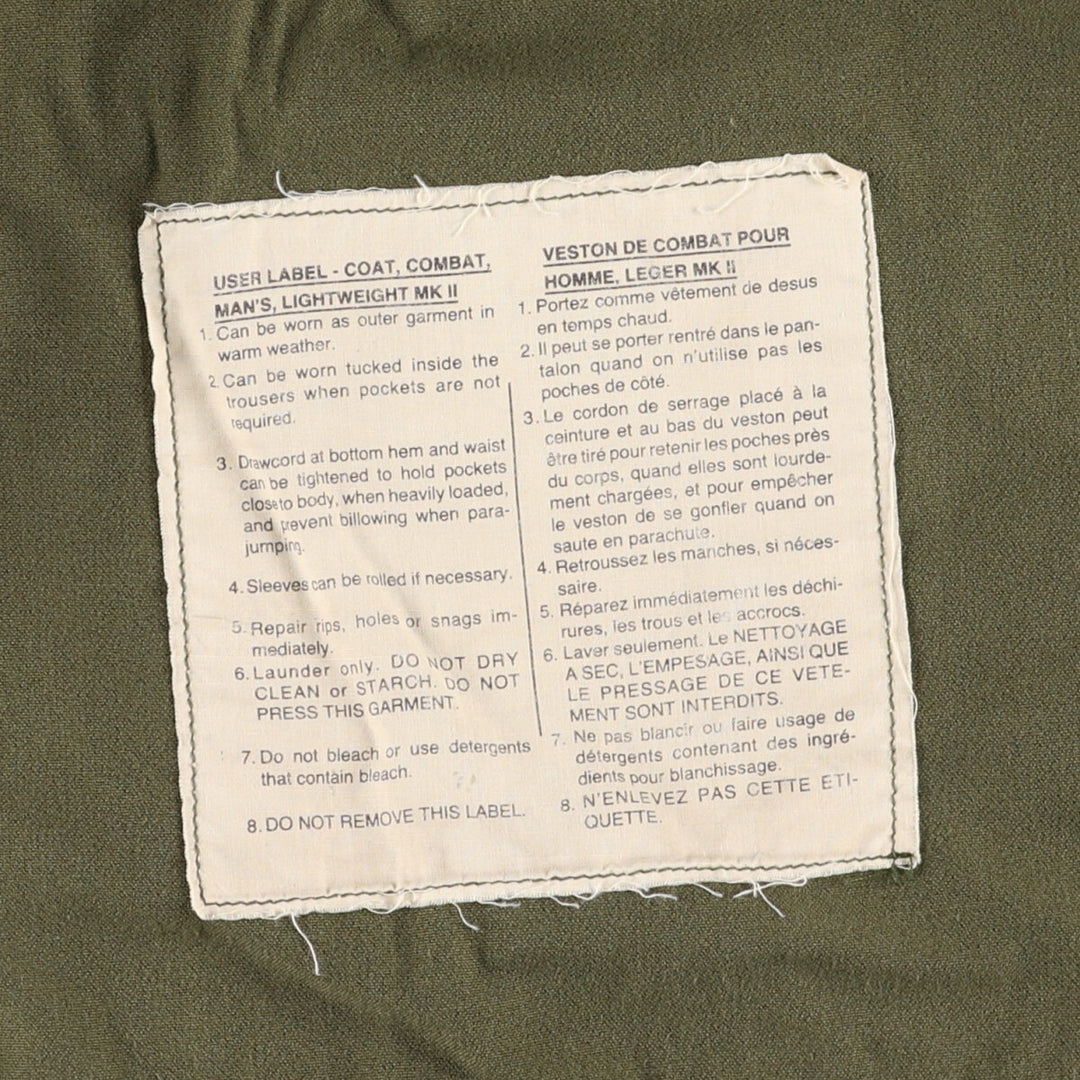 USER LABEL - COAT, COMBAT,
MAN'S, LIGHTWEIGHT MK II
1. Can be worn as outer garment in
warm weather.
2. Can be worn tucked inside the
trousers when pockets are not
required.
3. Drawcord at bottom hem and waist
can be tightened to hold pockets
close to body, when heavily loaded,
and prevent billowing when para-
jumping.
4. Sleeves can be rolled if necessary.
5. Repair rips, holes or snags im-
mediately.
6. Launder only. DO NOT DRY
CLEAN or STARCH. DO NOT
PRESS THIS GARMENT.
7. Do not bleach or use detergents
that contain bleach.
8. DO NOT REMOVE THIS LABEL.
VESTON DE COMBAT POUR
HOMME, LEGER MK II
1. Portez comme vêtement de desus
en temps chaud.
2. Il peut se porter rentré dans le pan-
talon quand on n'utilise pas les
poches de côté.
3. Le cordon de serrage placé à la
ceinture et au bas du veston peut
être tiré pour retenir les poches près
du corps, quand elles sont lourde-
ment chargées, et pour empêcher
le veston de se gonfler quand on
saute en parachute.
4. Retroussez les manches, si néces-
saire.
5. Réparez immédiatement les déchi-
rures, les trous et les accrocs.
6. Laver seulement. Le NETTOYAGE
A SEC, L'EMPESAGE, AINSI QUE
LE PRESSAGE DE CE VETE-
MENT SONT INTERDITS.
7. Ne pas blancir ou faire usage de
détergents contenant des ingré-
dients pour blanchissage.
8. N'ENLEVEZ PAS CETTE ETI-
QUETTE.